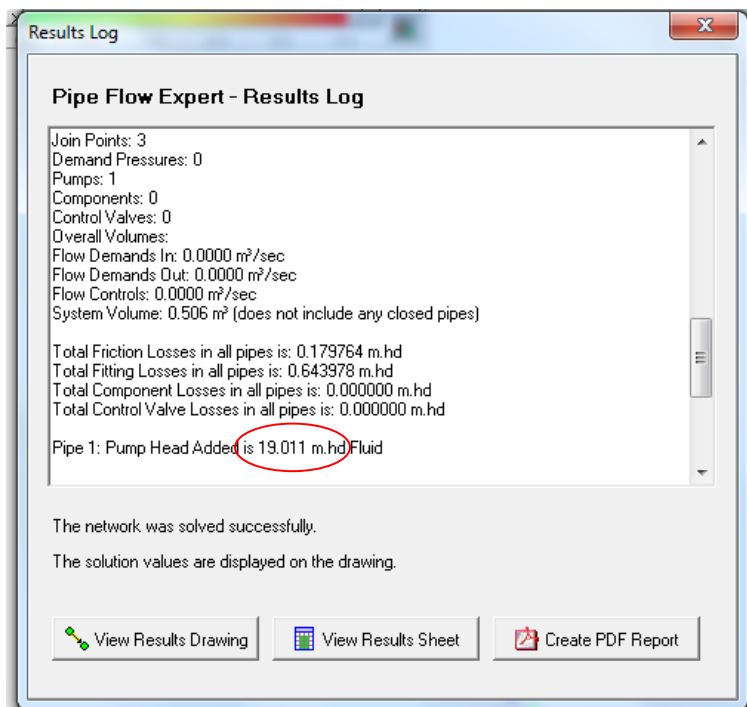 Results Log
Pipe Flow Expert - Results Log
Join Points: 3
Demand Pressures: 0
Pumps: 1
Components: 0
Control Valves: 0
Overall Volumes:
Flow Demands In: 0.0000 m³/sec
Flow Demands Out: 0.0000 m³/sec
Flow Controls: 0.0000 m³/sec
System Volume: 0.506 m³ (does not include any closed pipes)
Total Friction Losses in all pipes is: 0.179764 m.hd
Total Fitting Losses in all pipes is: 0.643978 m.hd
Total Component Losses in all pipes is: 0.000000 m.hd
Total Control Valve Losses in all pipes is: 0.000000 m.hd
Pipe 1: Pump Head Added is 19.011 m.hd Fluid
The network was solved successfully.
The solution values are displayed on the drawing.
View Results Drawing
View Results Sheet
Create PDF Report